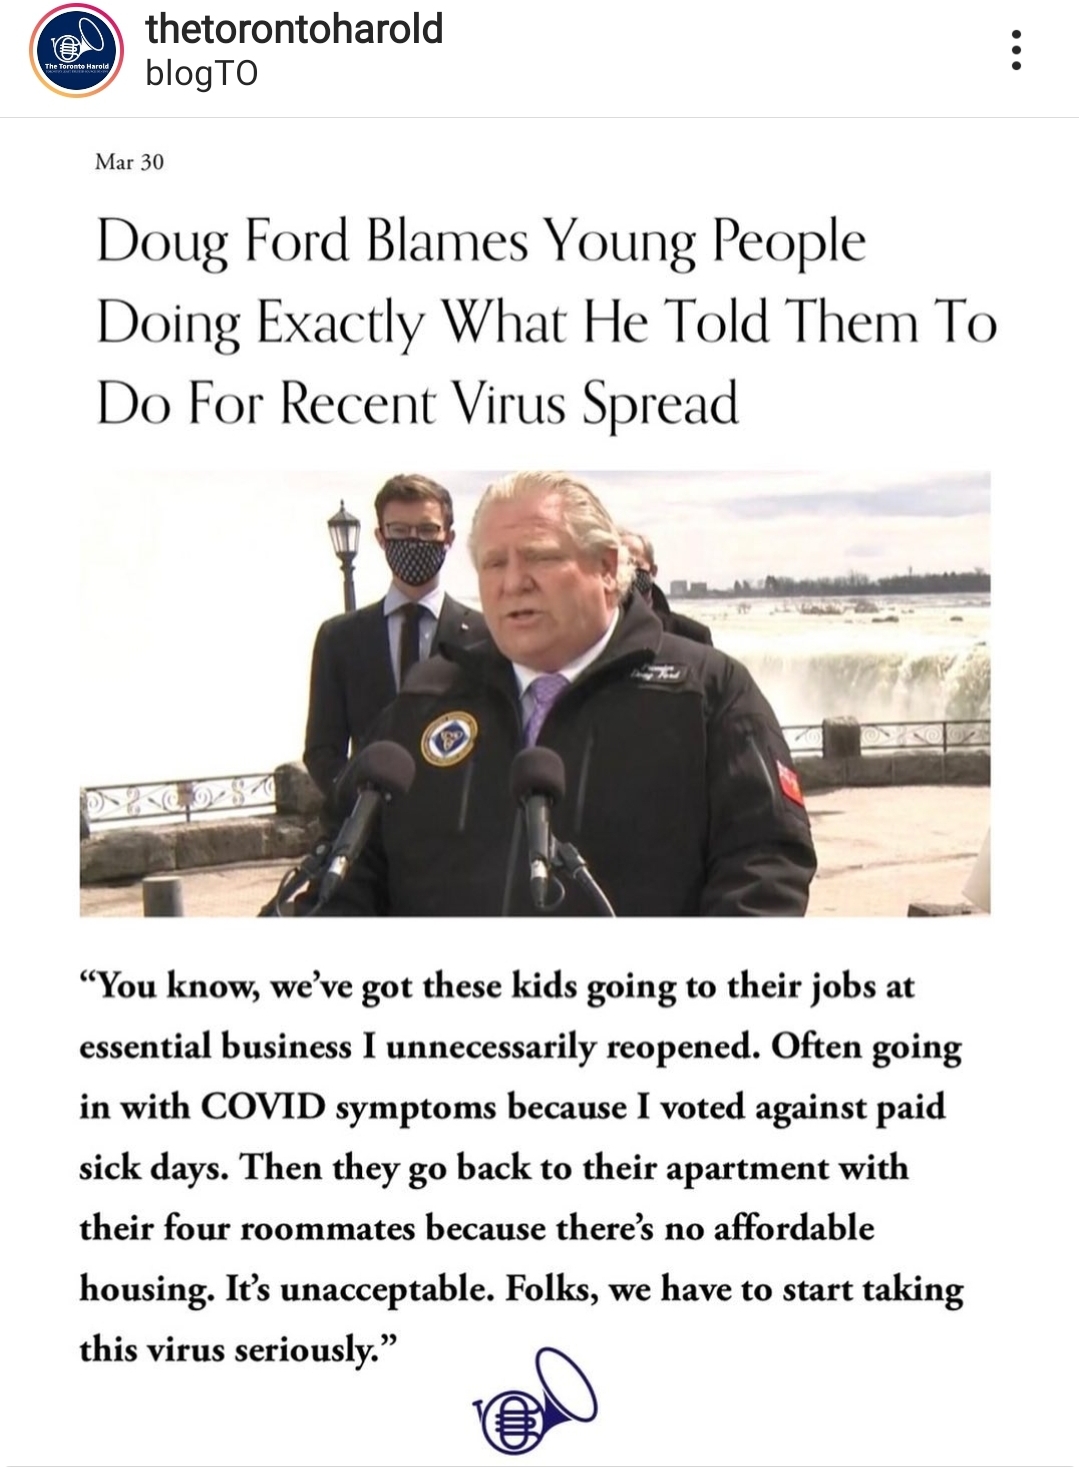 thetorontoharold
blogTO
The Toronto Harold
Mar 30
Doug Ford Blames Young People
Doing Exactly What He Told Them To
Do For Recent Virus Spread
Doug Ford
“You know, we’ve got these kids going to their jobs at
essential business I unnecessarily reopened. Often going
in with COVID symptoms because I voted against paid
sick days. Then they go back to their apartment with
their four roommates because there’s no affordable
housing. It’s unacceptable. Folks, we have to start taking
this virus seriously.”